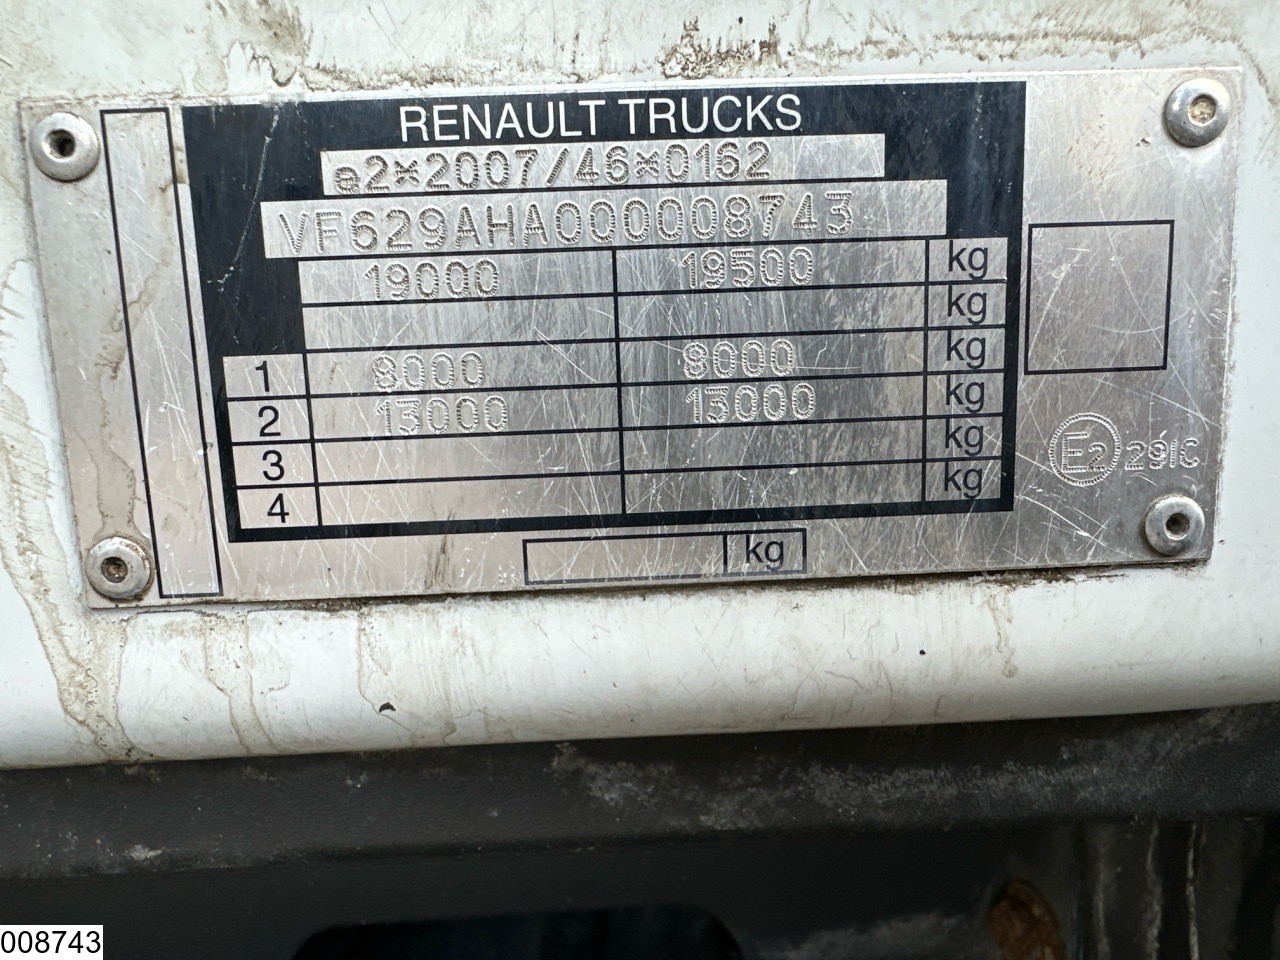 RENAULT TRUCKS
e2*2007/46*0162
VF629AHA000008743
19000 19500 kg
kg
1 8000 8000 kg
2 13000 13000 kg
3 kg
4 kg
E2 291C
kg
008743